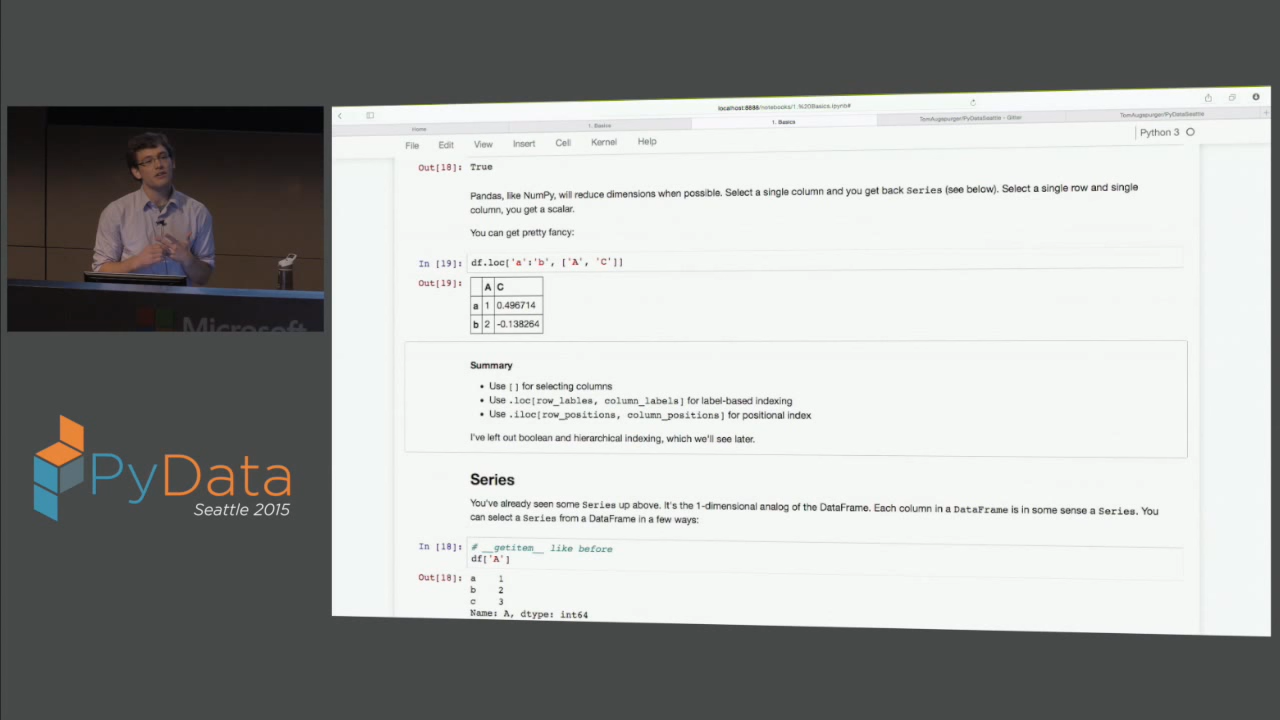 localhost:8888/notebooks/1.%20Basics.ipynb#
Home
1. Basics
1. Basics
TomAugspurger/PyDataSeattle - Gitter
TomAugspurger/PyDataSeattle
File Edit View Insert Cell Kernel Help
Python 3
Out[18]: True
Pandas, like NumPy, will reduce dimensions when possible. Select a single column and you get back Series (see below). Select a single row and single
column, you get a scalar.
You can get pretty fancy:
In [19]: df.loc['a':'b', ['A', 'C']]
Out[19]:
A C
a 1 0.496714
b 2 -0.138264
Summary
• Use [] for selecting columns
• Use .loc[row_lables, column_labels] for label-based indexing
• Use .iloc[row_positions, column_positions] for positional index
I've left out boolean and hierarchical indexing, which we'll see later.
Series
You've already seen some Series up above. It's the 1-dimensional analog of the DataFrame. Each column in a DataFrame is in some sense a Series. You
can select a Series from a DataFrame in a few ways:
In [18]: # __getitem__ like before
df['A']
Out[18]: a 1
b 2
c 3
Name: A, dtype: int64
Microsoft
PyData
Seattle 2015